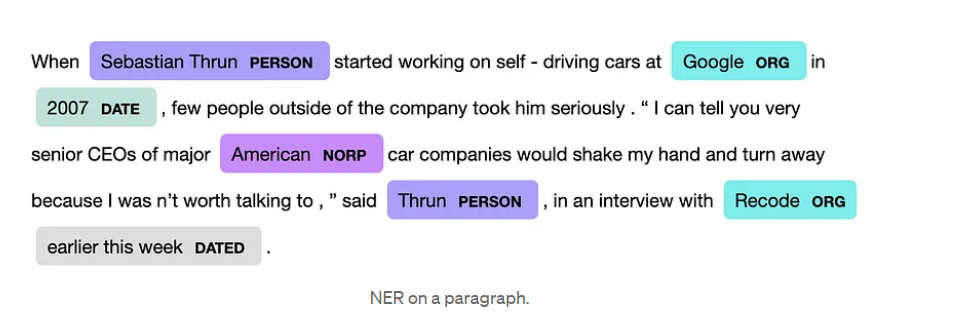 When Sebastian Thrun PERSON started working on self - driving cars at Google ORG in
2007 DATE , few people outside of the company took him seriously . “ I can tell you very
senior CEOs of major American NORP car companies would shake my hand and turn away
because I was n’t worth talking to , ” said Thrun PERSON , in an interview with Recode ORG
earlier this week DATED .
NER on a paragraph.